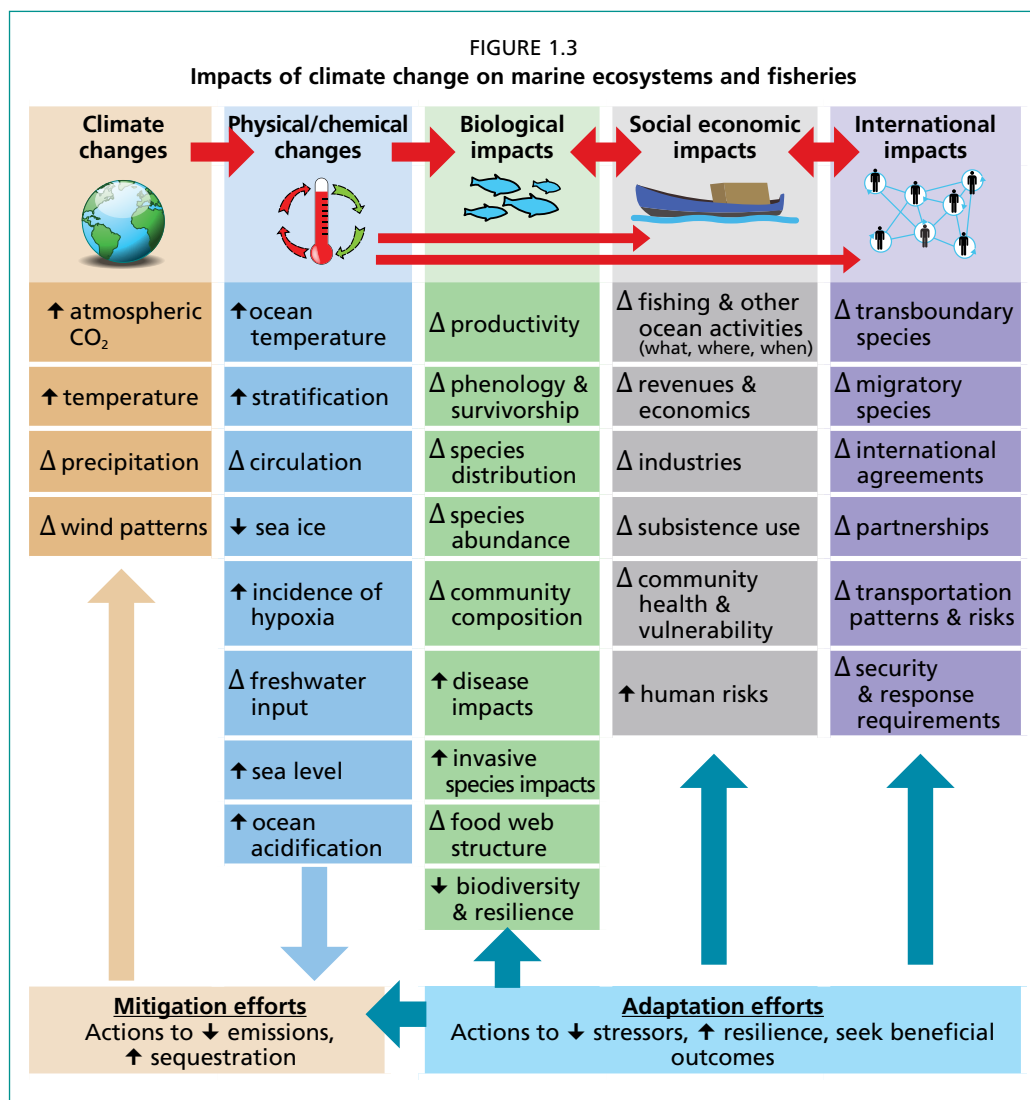 FIGURE 1.3
Impacts of climate change on marine ecosystems and fisheries
Climate
changes
Physical/chemical
changes
Biological
impacts
Social economic
impacts
International
impacts
↑ atmospheric
CO₂
↑ temperature
Δ precipitation
Δ wind patterns
↑ ocean
temperature
↑ stratification
Δ circulation
↓ sea ice
↑ incidence of
hypoxia
Δ freshwater
input
↑ sea level
↑ ocean
acidification
Δ productivity
Δ phenology &
survivorship
Δ species
distribution
Δ species
abundance
Δ community
composition
↑ disease
impacts
↑ invasive
species impacts
Δ food web
structure
↓ biodiversity
& resilience
Δ fishing & other
ocean activities
(what, where, when)
Δ revenues &
economics
Δ industries
Δ subsistence use
Δ community
health &
vulnerability
↑ human risks
Δ transboundary
species
Δ migratory
species
Δ international
agreements
Δ partnerships
Δ transportation
patterns & risks
Δ security
& response
requirements
Mitigation efforts
Actions to ↓ emissions,
↑ sequestration
Adaptation efforts
Actions to ↓ stressors, ↑ resilience, seek beneficial
outcomes